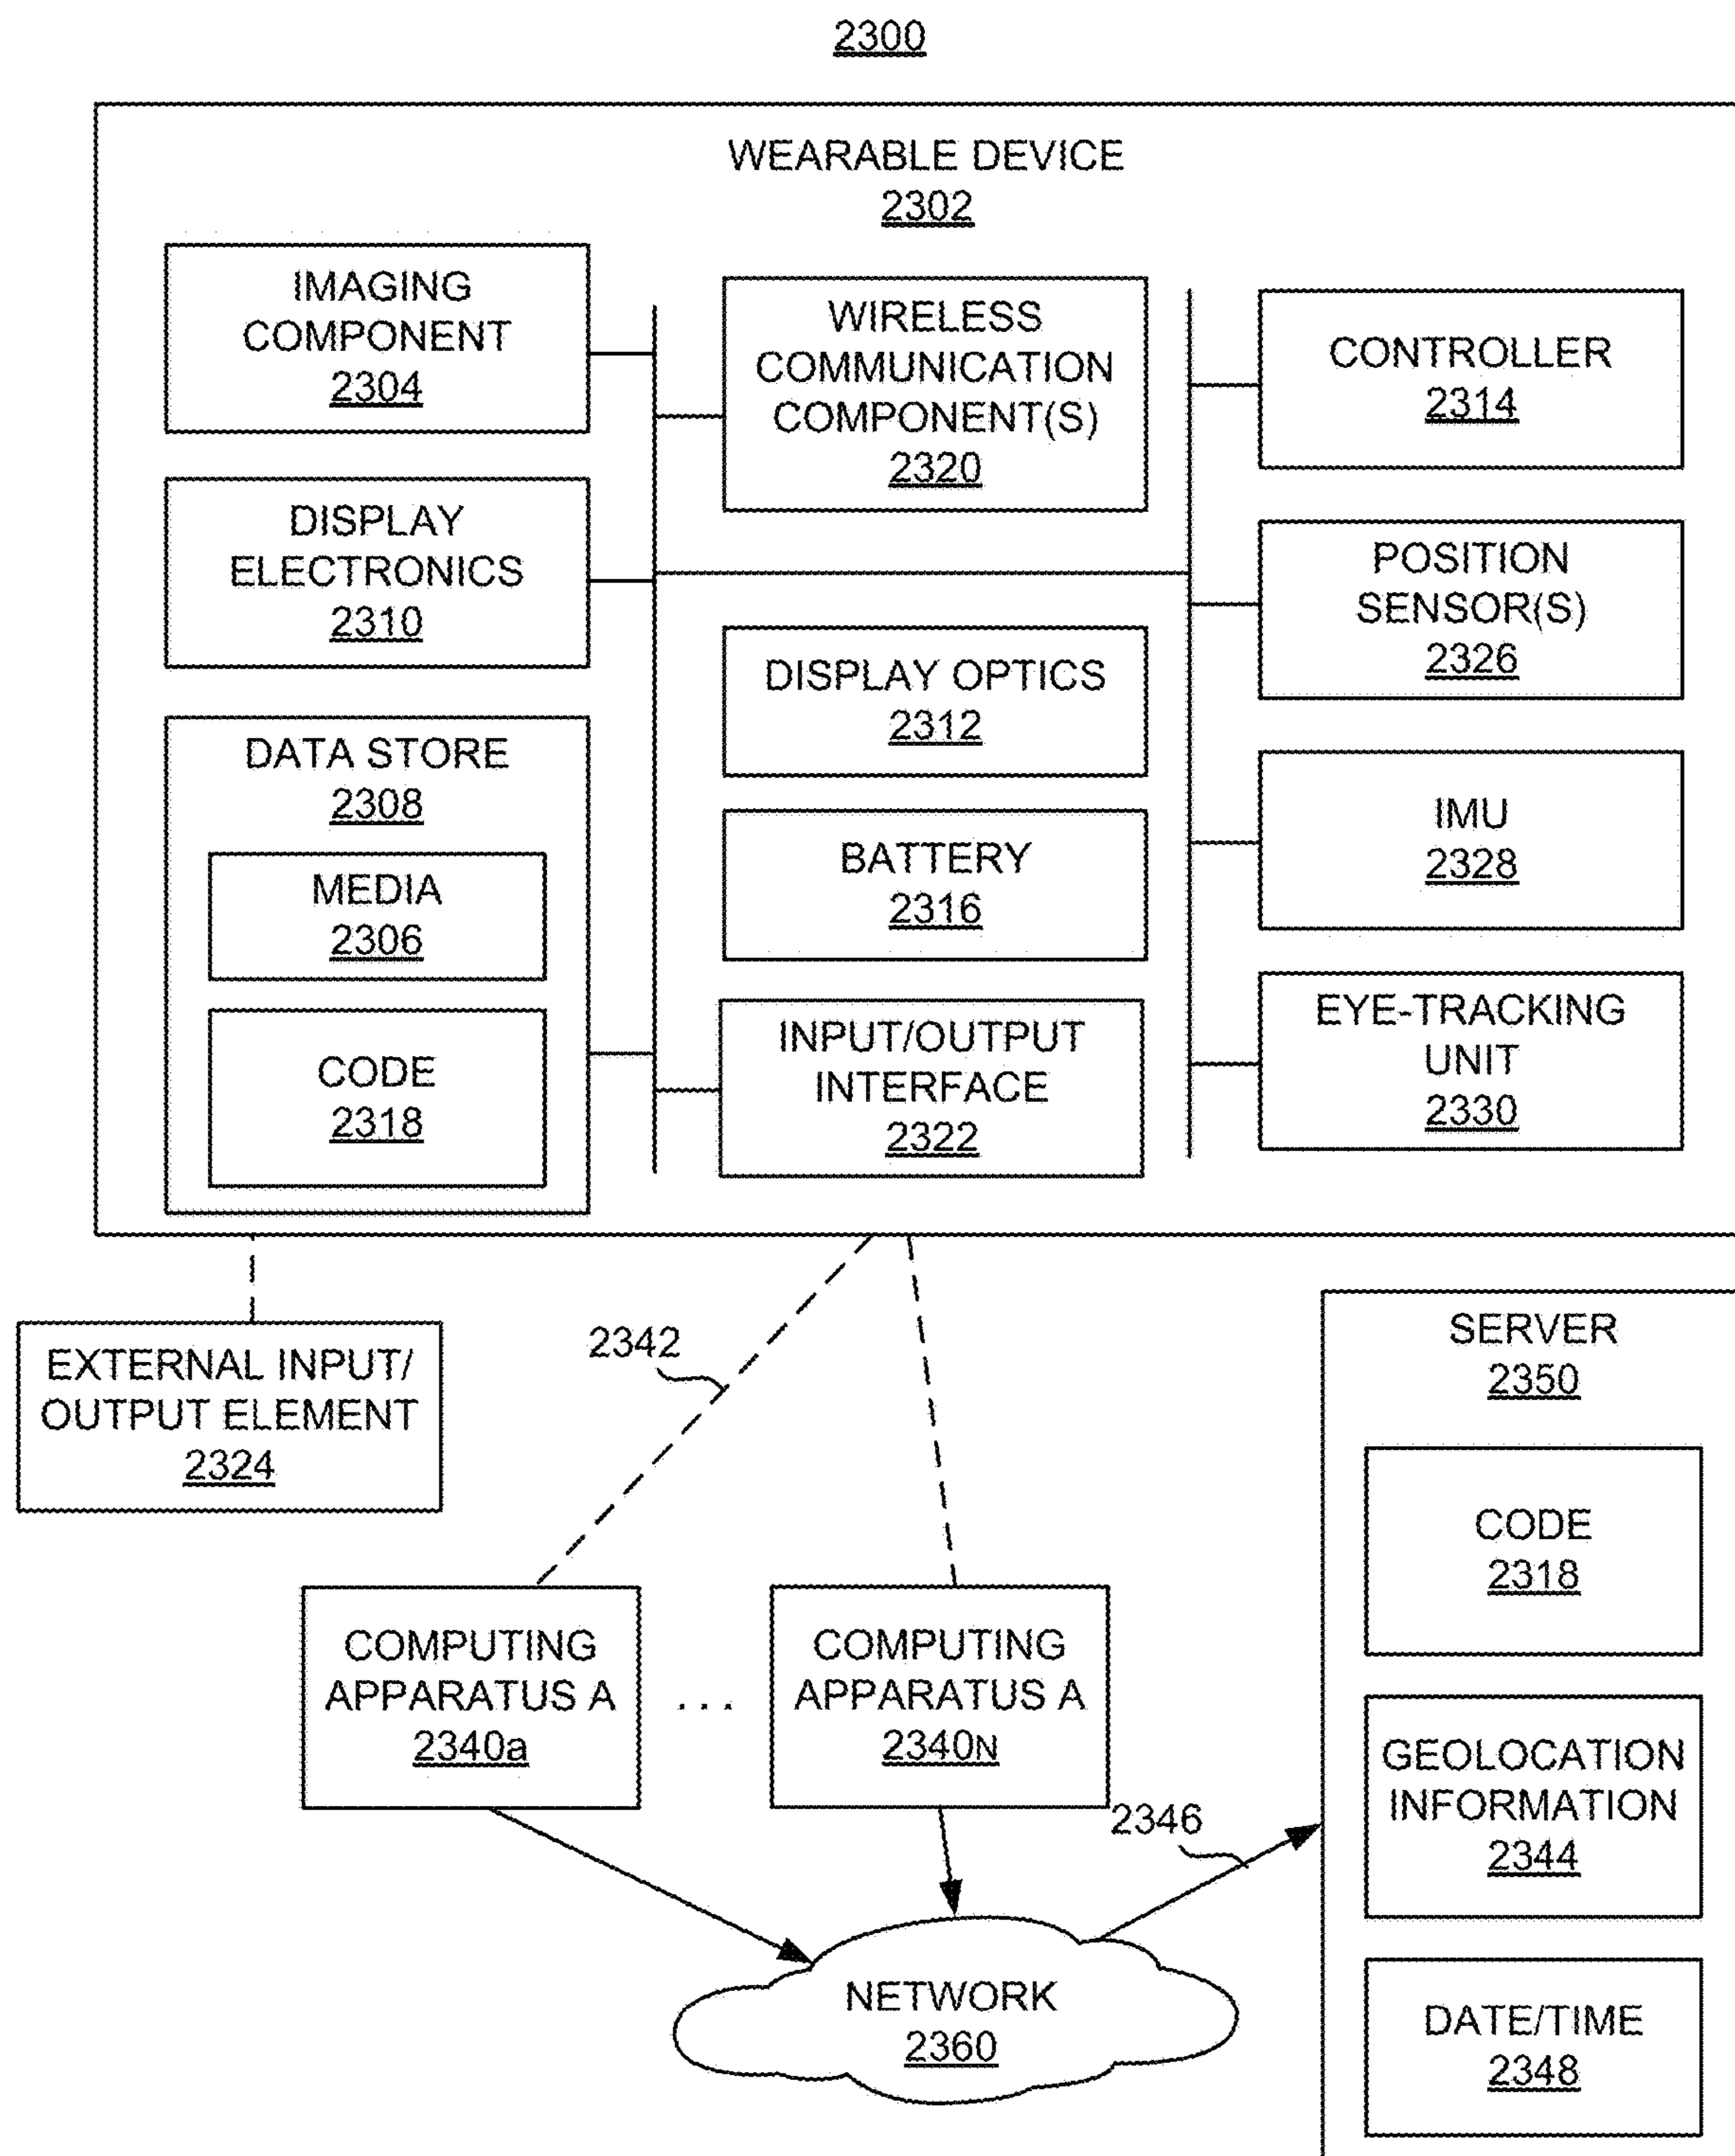 2300
WEARABLE DEVICE
2302
IMAGING
COMPONENT
2304
DISPLAY
ELECTRONICS
2310
DATA STORE
2308
MEDIA
2306
CODE
2318
WIRELESS
COMMUNICATION
COMPONENT(S)
2320
DISPLAY OPTICS
2312
BATTERY
2316
INPUT/OUTPUT
INTERFACE
2322
CONTROLLER
2314
POSITION
SENSOR(S)
2326
IMU
2328
EYE-TRACKING
UNIT
2330
EXTERNAL INPUT/
OUTPUT ELEMENT
2324
2342
COMPUTING
APPARATUS A
2340a
. . .
COMPUTING
APPARATUS A
2340N
2346
NETWORK
2360
SERVER
2350
CODE
2318
GEOLOCATION
INFORMATION
2344
DATE/TIME
2348